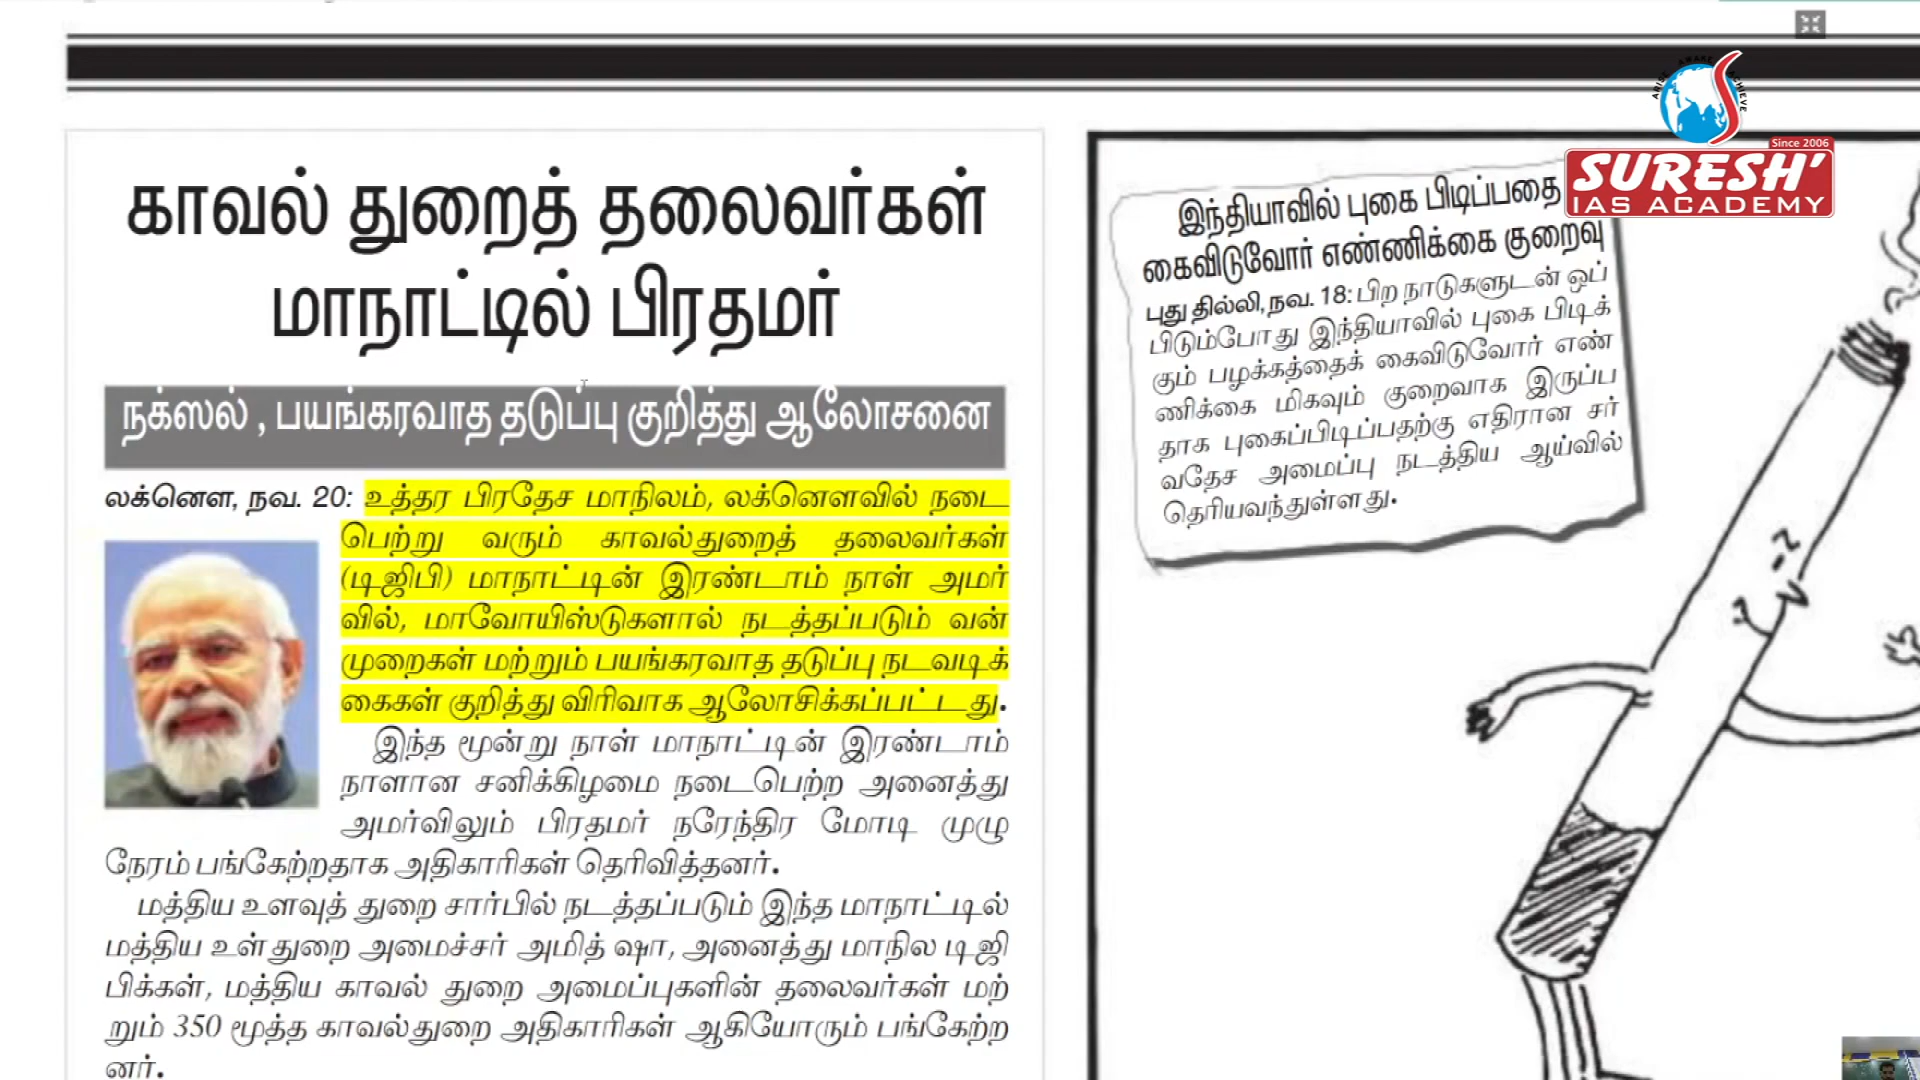 காவல் துறைத் தலைவர்கள்
மாநாட்டில் பிரதமர்
நக்ஸல் , பயங்கரவாத தடுப்பு குறித்து ஆலோசனை
லக்னௌ, நவ. 20: உத்தர பிரதேச மாநிலம், லக்னௌவில் நடை
பெற்று வரும் காவல்துறைத் தலைவர்கள்
(டிஜிபி) மாநாட்டின் இரண்டாம் நாள் அமர்
வில், மாவோயிஸ்டுகளால் நடத்தப்படும் வன்
முறைகள் மற்றும் பயங்கரவாத தடுப்பு நடவடிக்
கைகள் குறித்து விரிவாக ஆலோசிக்கப்பட்டது.
இந்த மூன்று நாள் மாநாட்டின் இரண்டாம்
நாளான சனிக்கிழமை நடைபெற்ற அனைத்து
அமர்விலும் பிரதமர் நரேந்திர மோடி முழு
நேரம் பங்கேற்றதாக அதிகாரிகள் தெரிவித்தனர்.
மத்திய உளவுத் துறை சார்பில் நடத்தப்படும் இந்த மாநாட்டில்
மத்திய உள்துறை அமைச்சர் அமித் ஷா, அனைத்து மாநில டிஜி
பிக்கள், மத்திய காவல் துறை அமைப்புகளின் தலைவர்கள் மற்
றும் 350 மூத்த காவல்துறை அதிகாரிகள் ஆகியோரும் பங்கேற்ற
னர்.
இந்தியாவில் புகை பிடிப்பதை
கைவிடுவோர் எண்ணிக்கை குறைவு
புது தில்லி, நவ. 18: பிற நாடுகளுடன் ஒப்
பிடும்போது இந்தியாவில் புகை பிடிக்
கும் பழக்கத்தைக் கைவிடுவோர் எண்
ணிக்கை மிகவும் குறைவாக இருப்ப
தாக புகைப்பிடிப்பதற்கு எதிரான சர்
வதேச அமைப்பு நடத்திய ஆய்வில்
தெரியவந்துள்ளது.
ARISE AWAKE ACHIEVE
Since 2006
SURESH'
IAS ACADEMY